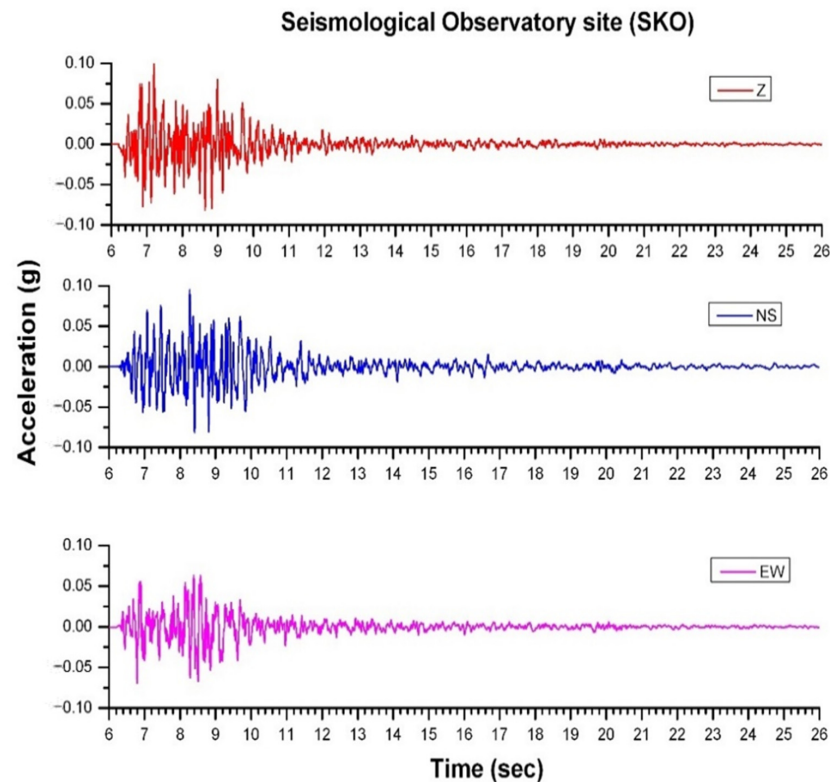 Seismological Observatory site (SKO)
0.10
0.05
0.00
−0.05
−0.10
Z
6 7 8 9 10 11 12 13 14 15 16 17 18 19 20 21 22 23 24 25 26
Acceleration (g)
0.10
0.05
0.00
−0.05
−0.10
NS
6 7 8 9 10 11 12 13 14 15 16 17 18 19 20 21 22 23 24 25 26
0.10
0.05
0.00
−0.05
−0.10
EW
6 7 8 9 10 11 12 13 14 15 16 17 18 19 20 21 22 23 24 25 26
Time (sec)